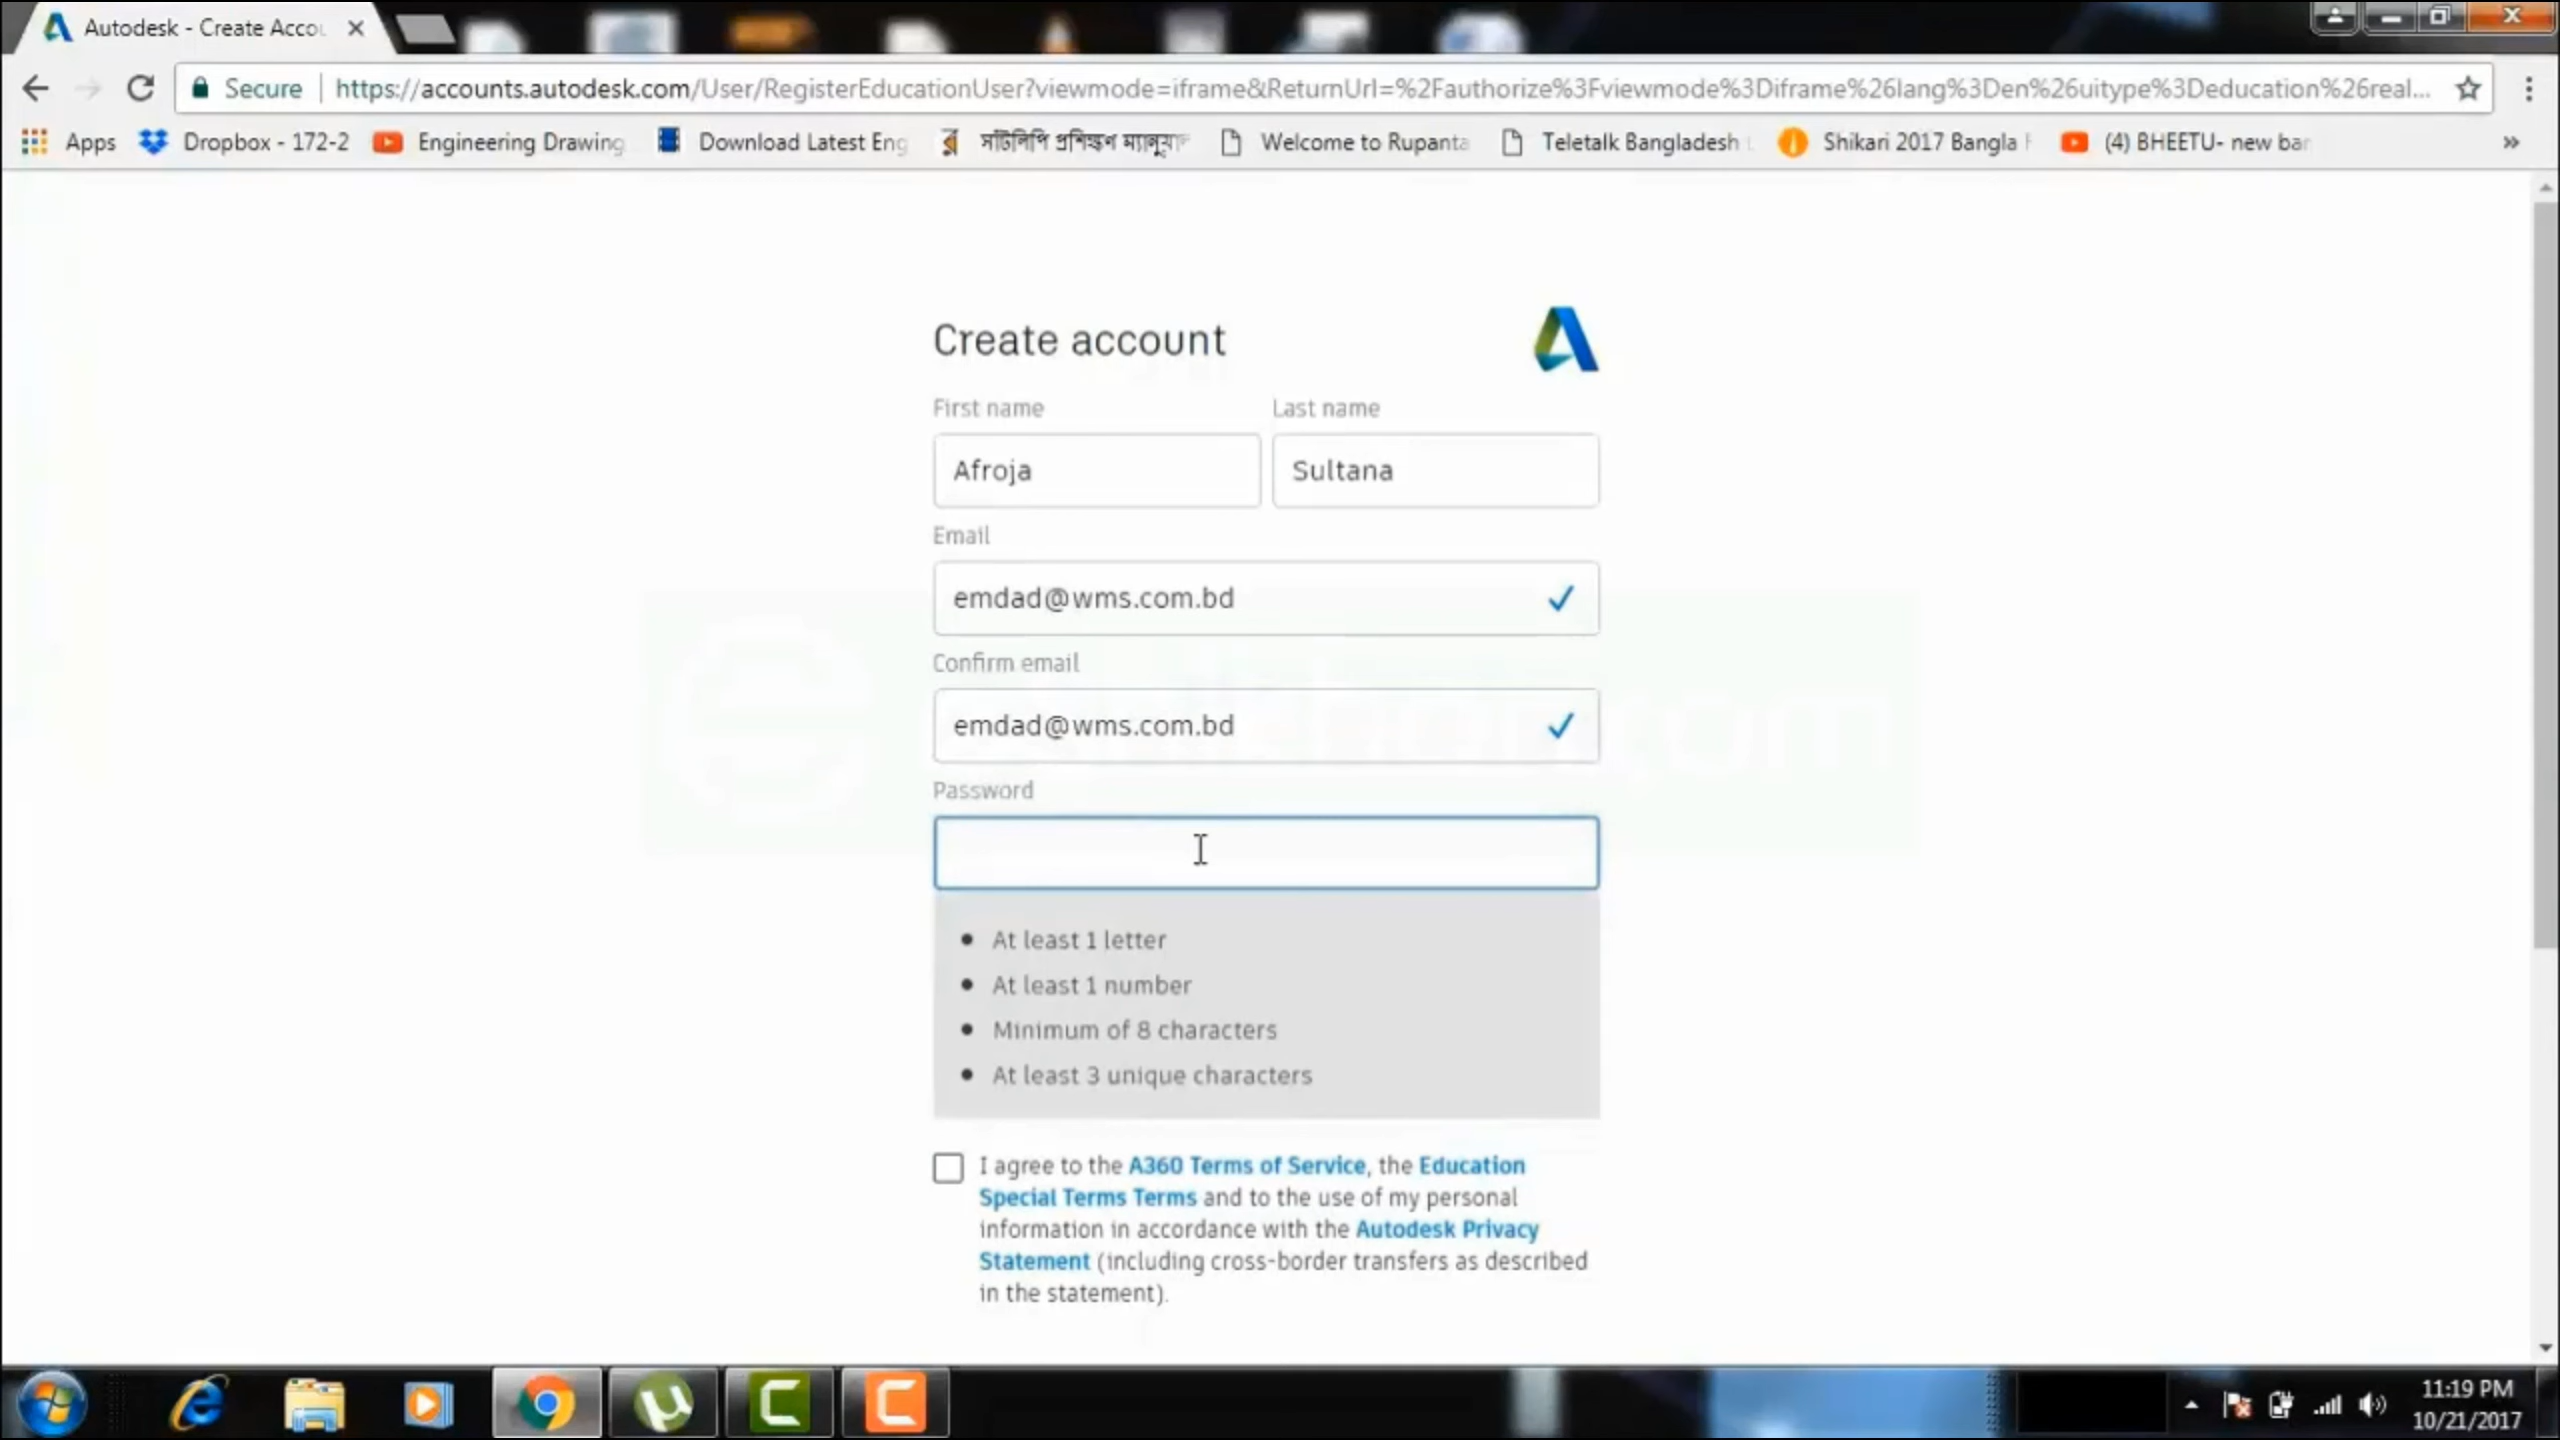 Autodesk - Create Accou
Secure
https://accounts.autodesk.com/User/RegisterEducationUser?viewmode=iframe&ReturnUrl=%2Fauthorize%3Fviewmode%3Diframe%26lang%3Den%26uitype%3Deducation%26real...
Apps Dropbox - 172-2 Engineering Drawing Download Latest Eng সাঁটলিপি প্রশিক্ষণ ম্যানুয়াল Welcome to Rupanta Teletalk Bangladesh Shikari 2017 Bangla (4) BHEETU- new ban »
Create account
First name Last name
Afroja Sultana
Email
emdad@wms.com.bd
Confirm email
emdad@wms.com.bd
Password
At least 1 letter
At least 1 number
Minimum of 8 characters
At least 3 unique characters
I agree to the A360 Terms of Service, the Education
Special Terms Terms and to the use of my personal
information in accordance with the Autodesk Privacy
Statement (including cross-border transfers as described
in the statement).
11:19 PM
10/21/2017